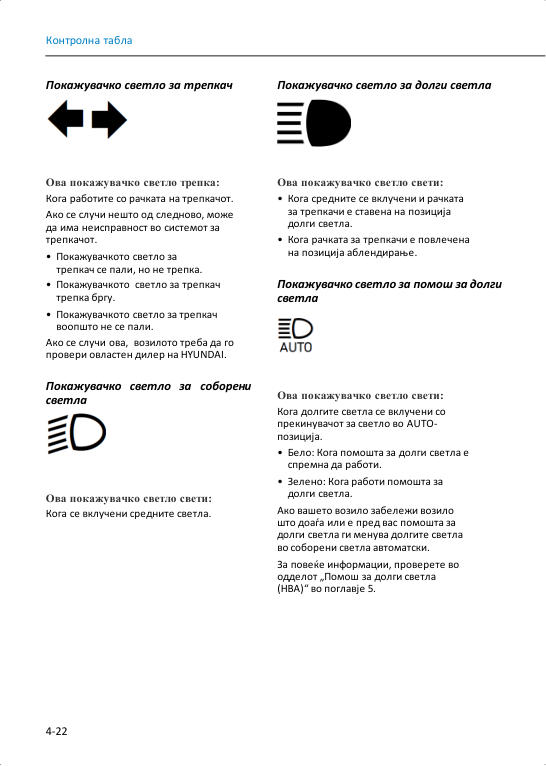 Контролна табла
Покажувачко светло за трепкач
Ова покажувачко светло трепка:
Кога работите со рачката на трепкачот.
Ако се случи нешто од следново, може
да има неисправност во системот за
трепкачот.
• Покажувачкото светло за
трепкач се пали, но не трепка.
• Покажувачкото светло за трепкач
трепка бргу.
• Покажувачкото светло за трепкач
воопшто не се пали.
Ако се случи ова, возилото треба да го
провери овластен дилер на HYUNDAI.
Покажувачко светло за соборени
светла
Ова покажувачко светло свети:
Кога се вклучени средните светла.
Покажувачко светло за долги светла
Ова покажувачко светло свети:
• Кога средните се вклучени и рачката
за трепкачи е ставена на позиција
долги светла.
• Кога рачката за трепкачи е повлечена
на позиција аблендирање.
Покажувачко светло за помош за долги
светла
AUTO
Ова покажувачко светло свети:
Кога долгите светла се вклучени со
прекинувачот за светло во AUTO-
позиција.
• Бело: Кога помошта за долги светла е
спремна да работи.
• Зелено: Кога работи помошта за
долги светла.
Ако вашето возило забележи возило
што доаѓа или е пред вас помошта за
долги светла ги менува долгите светла
во соборени светла автоматски.
За повеќе информации, проверете во
одделот „Помош за долги светла
(HBA)“ во поглавје 5.
4-22